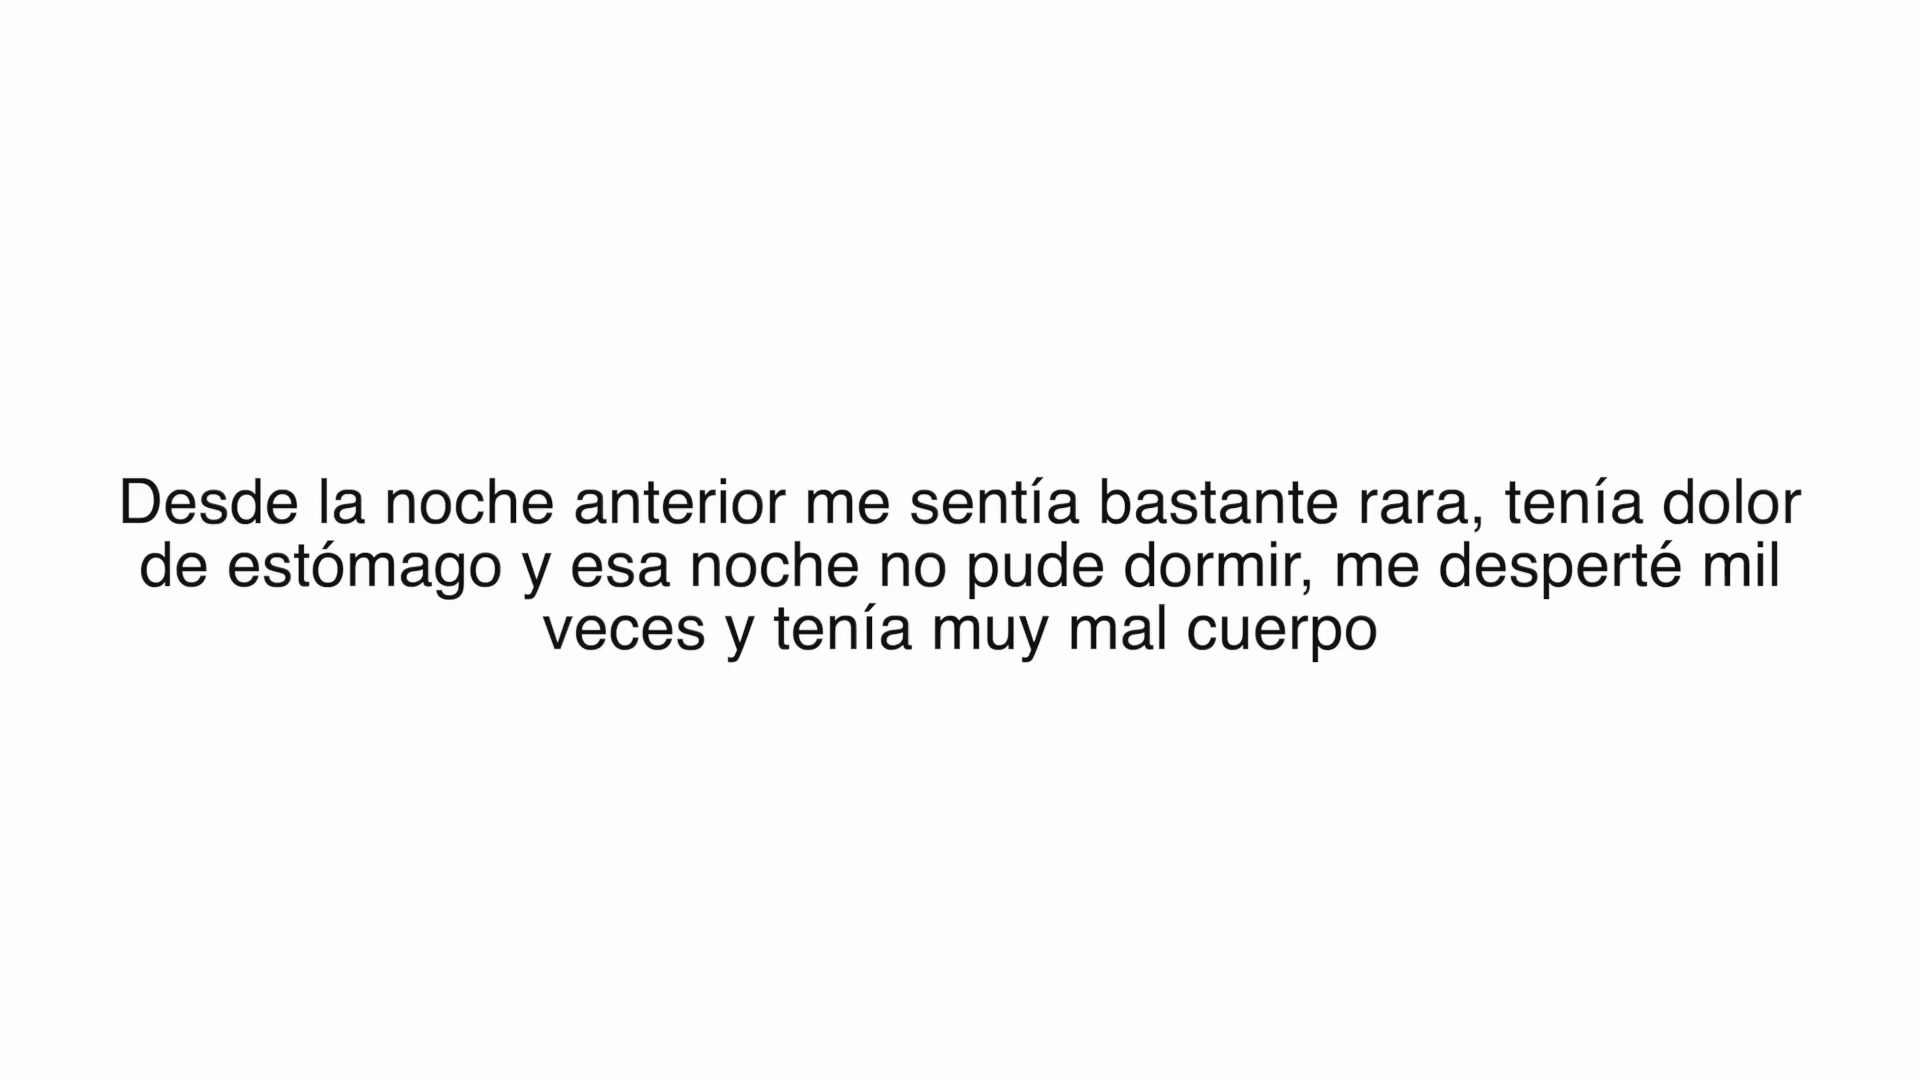 Desde la noche anterior me sentía bastante rara, tenía dolor
de estómago y esa noche no pude dormir, me desperté mil
veces y tenía muy mal cuerpo